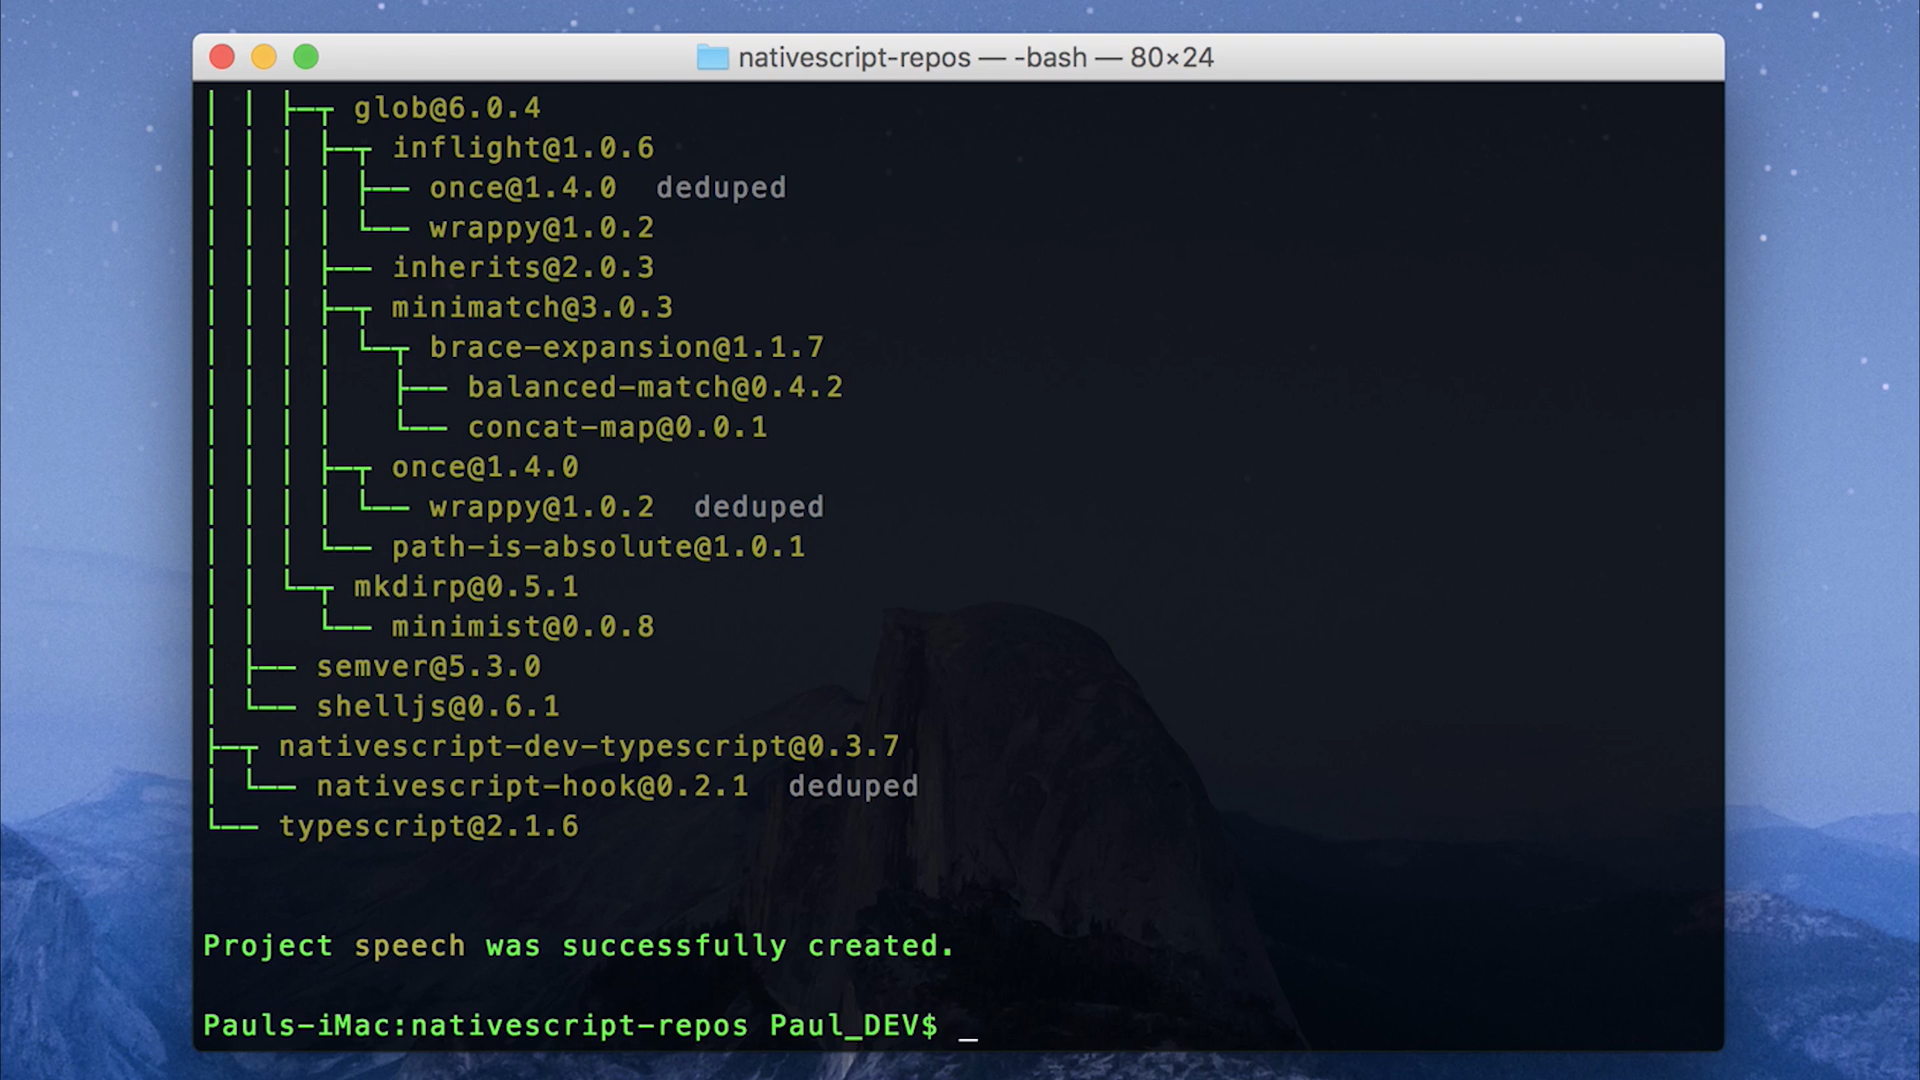 nativescript-repos — -bash — 80×24
│ │ ├─┬ glob@6.0.4
│ │ │ ├─┬ inflight@1.0.6
│ │ │ │ ├── once@1.4.0  deduped
│ │ │ │ └── wrappy@1.0.2
│ │ │ ├── inherits@2.0.3
│ │ │ ├─┬ minimatch@3.0.3
│ │ │ │ └─┬ brace-expansion@1.1.7
│ │ │ │   ├── balanced-match@0.4.2
│ │ │ │   └── concat-map@0.0.1
│ │ │ ├─┬ once@1.4.0
│ │ │ │ └── wrappy@1.0.2  deduped
│ │ │ └── path-is-absolute@1.0.1
│ │ └─┬ mkdirp@0.5.1
│ │   └── minimist@0.0.8
│ ├── semver@5.3.0
│ └── shelljs@0.6.1
├─┬ nativescript-dev-typescript@0.3.7
│ └── nativescript-hook@0.2.1  deduped
└── typescript@2.1.6
Project speech was successfully created.
Pauls-iMac:nativescript-repos Paul_DEV$ _